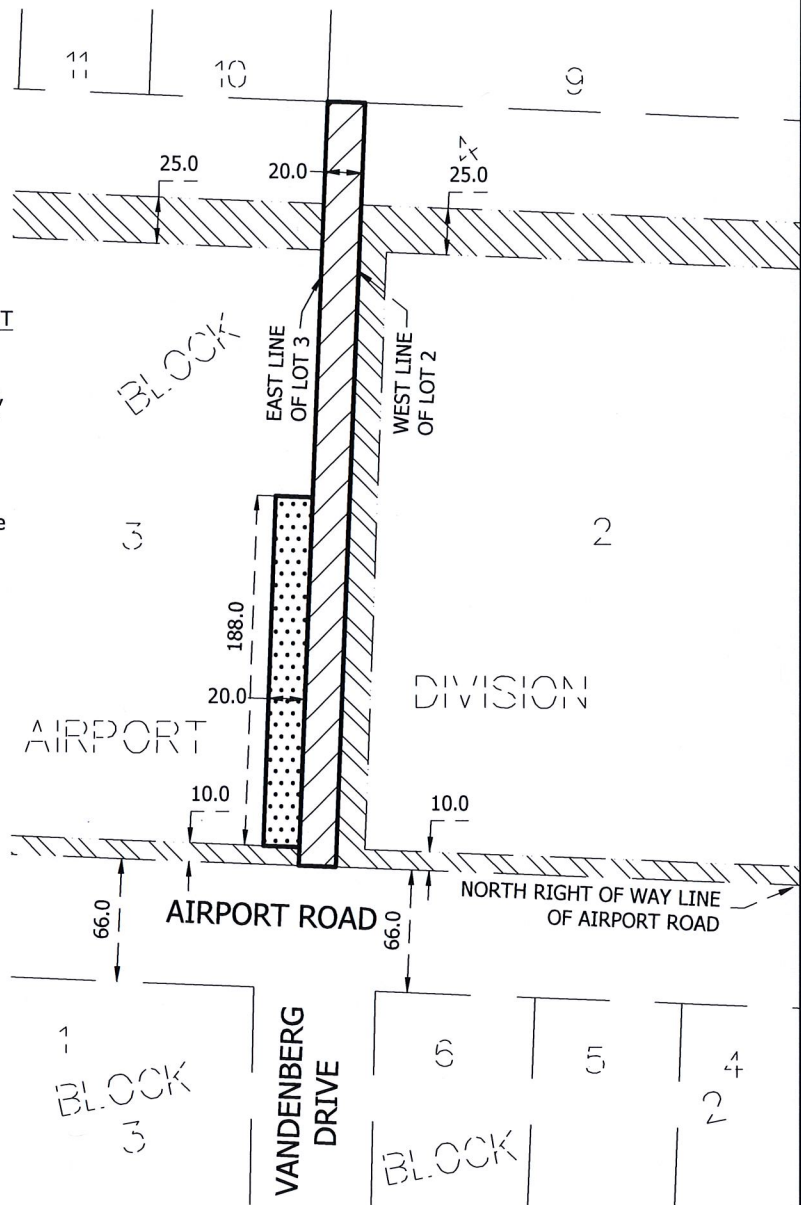 11
10
9
4
25.0
20.0
25.0
T
BLOCK
EAST LINE
OF LOT 3
WEST LINE
OF LOT 2
e
3
2
188.0
20.0
DIVISION
AIRPORT
10.0
10.0
NORTH RIGHT OF WAY LINE
OF AIRPORT ROAD
66.0
AIRPORT ROAD
66.0
VANDENBERG
DRIVE
1
BLOCK
3
6
5
4
2
BLOCK